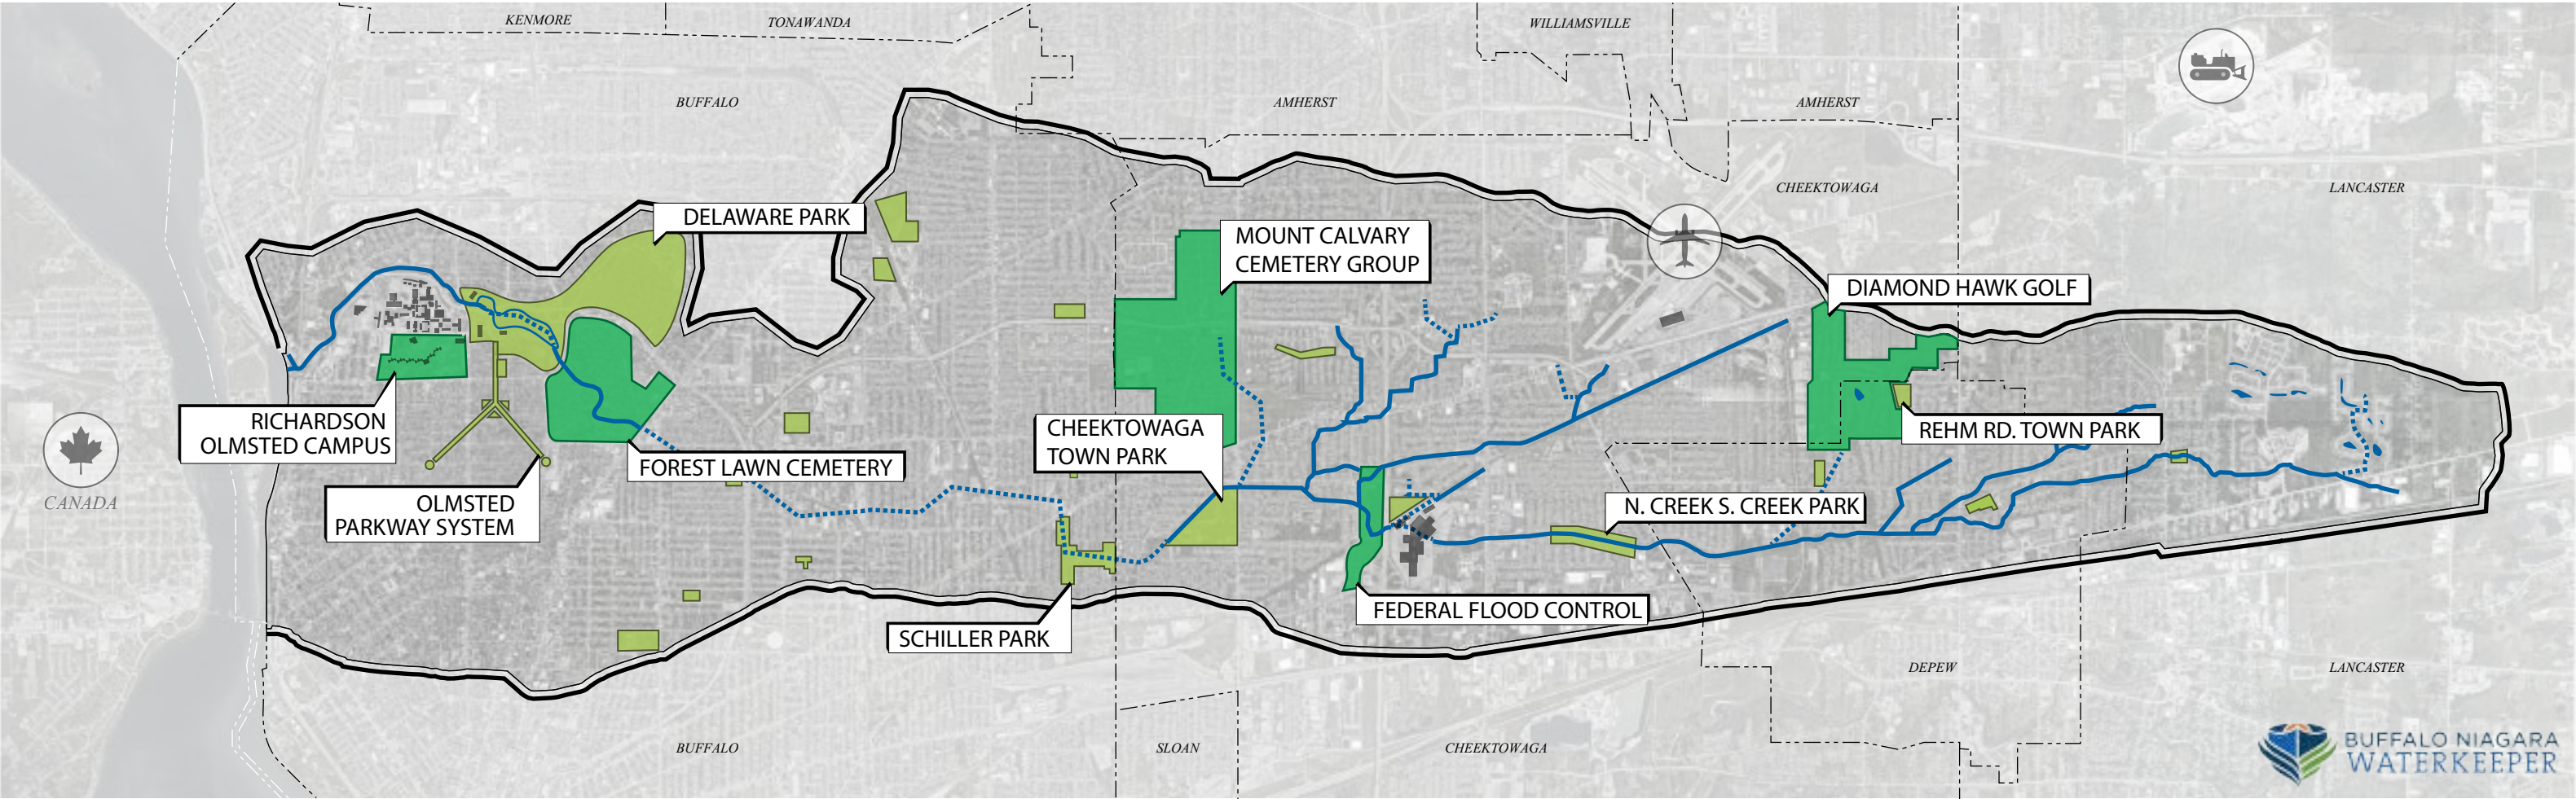 KENMORE
TONAWANDA
WILLIAMSVILLE
BUFFALO
AMHERST
AMHERST
CHEEKTOWAGA
LANCASTER
DELAWARE PARK
MOUNT CALVARY
CEMETERY GROUP
DIAMOND HAWK GOLF
RICHARDSON
OLMSTED CAMPUS
CHEEKTOWAGA
TOWN PARK
REHM RD. TOWN PARK
FOREST LAWN CEMETERY
CANADA
OLMSTED
PARKWAY SYSTEM
N. CREEK S. CREEK PARK
FEDERAL FLOOD CONTROL
SCHILLER PARK
DEPEW
LANCASTER
BUFFALO
SLOAN
CHEEKTOWAGA
BUFFALO NIAGARA
WATERKEEPER